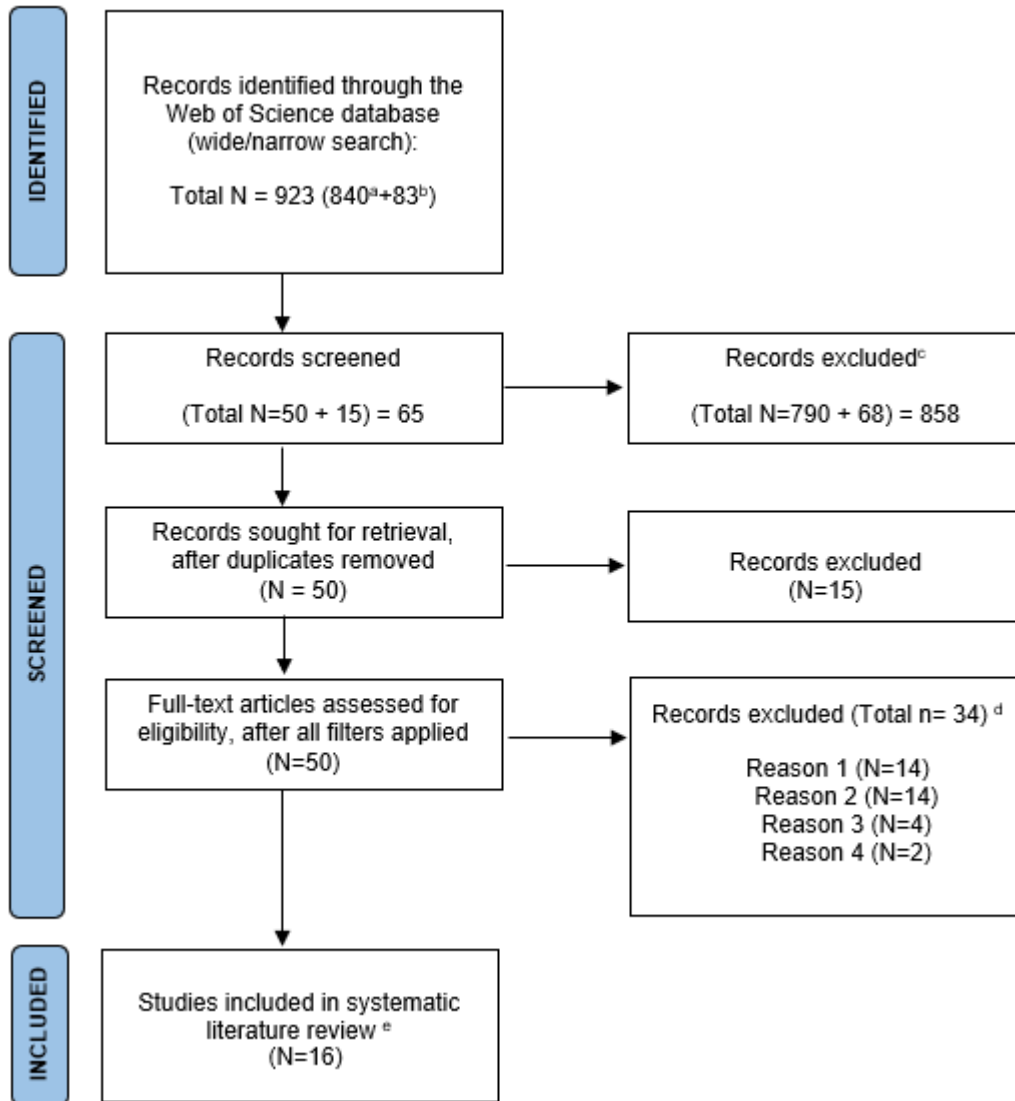 IDENTIFIED
Records identified through the
Web of Science database
(wide/narrow search):
Total N = 923 (840ᵃ+83ᵇ)
SCREENED
Records screened
(Total N=50 + 15) = 65
Records excludedᶜ
(Total N=790 + 68) = 858
Records sought for retrieval,
after duplicates removed
(N = 50)
Records excluded
(N=15)
Full-text articles assessed for
eligibility, after all filters applied
(N=50)
Records excluded (Total n= 34) ᵈ
Reason 1 (N=14)
Reason 2 (N=14)
Reason 3 (N=4)
Reason 4 (N=2)
INCLUDED
Studies included in systematic
literature review ᵉ
(N=16)